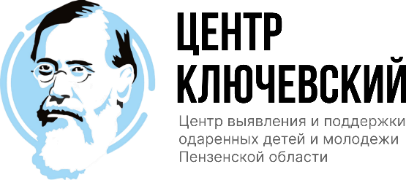 ЦЕНТР
КЛЮЧЕВСКИЙ
Центр выявления и поддержки
одаренных детей и молодежи
Пензенской области